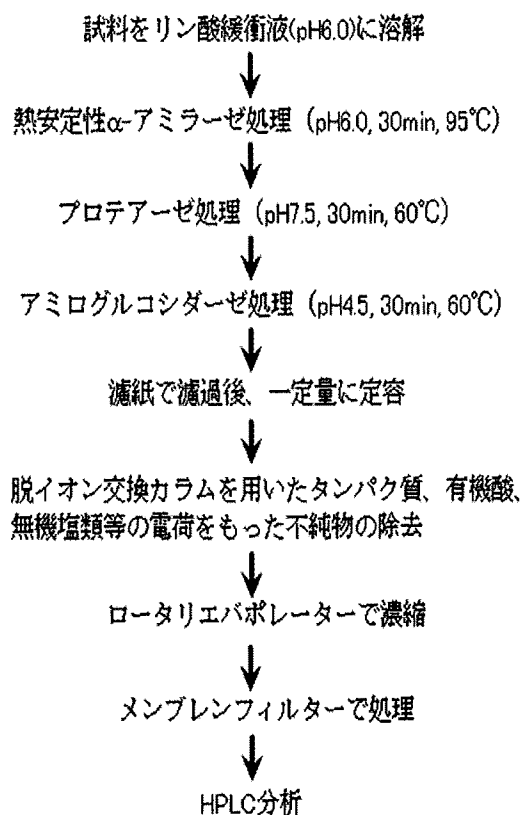 試料をリン酸緩衝液(pH6.0)に溶解
熱安定性α-アミラーゼ処理 (pH6.0, 30min, 95℃)
プロテアーゼ処理 (pH7.5, 30min, 60℃)
アミログルコシダーゼ処理 (pH4.5, 30min, 60℃)
濾紙で濾過後、一定量に定容
脱イオン交換カラムを用いたタンパク質、有機酸、
無機塩類等の電荷をもった不純物の除去
ロータリエバポレーターで濃縮
メンブレンフィルターで処理
HPLC分析